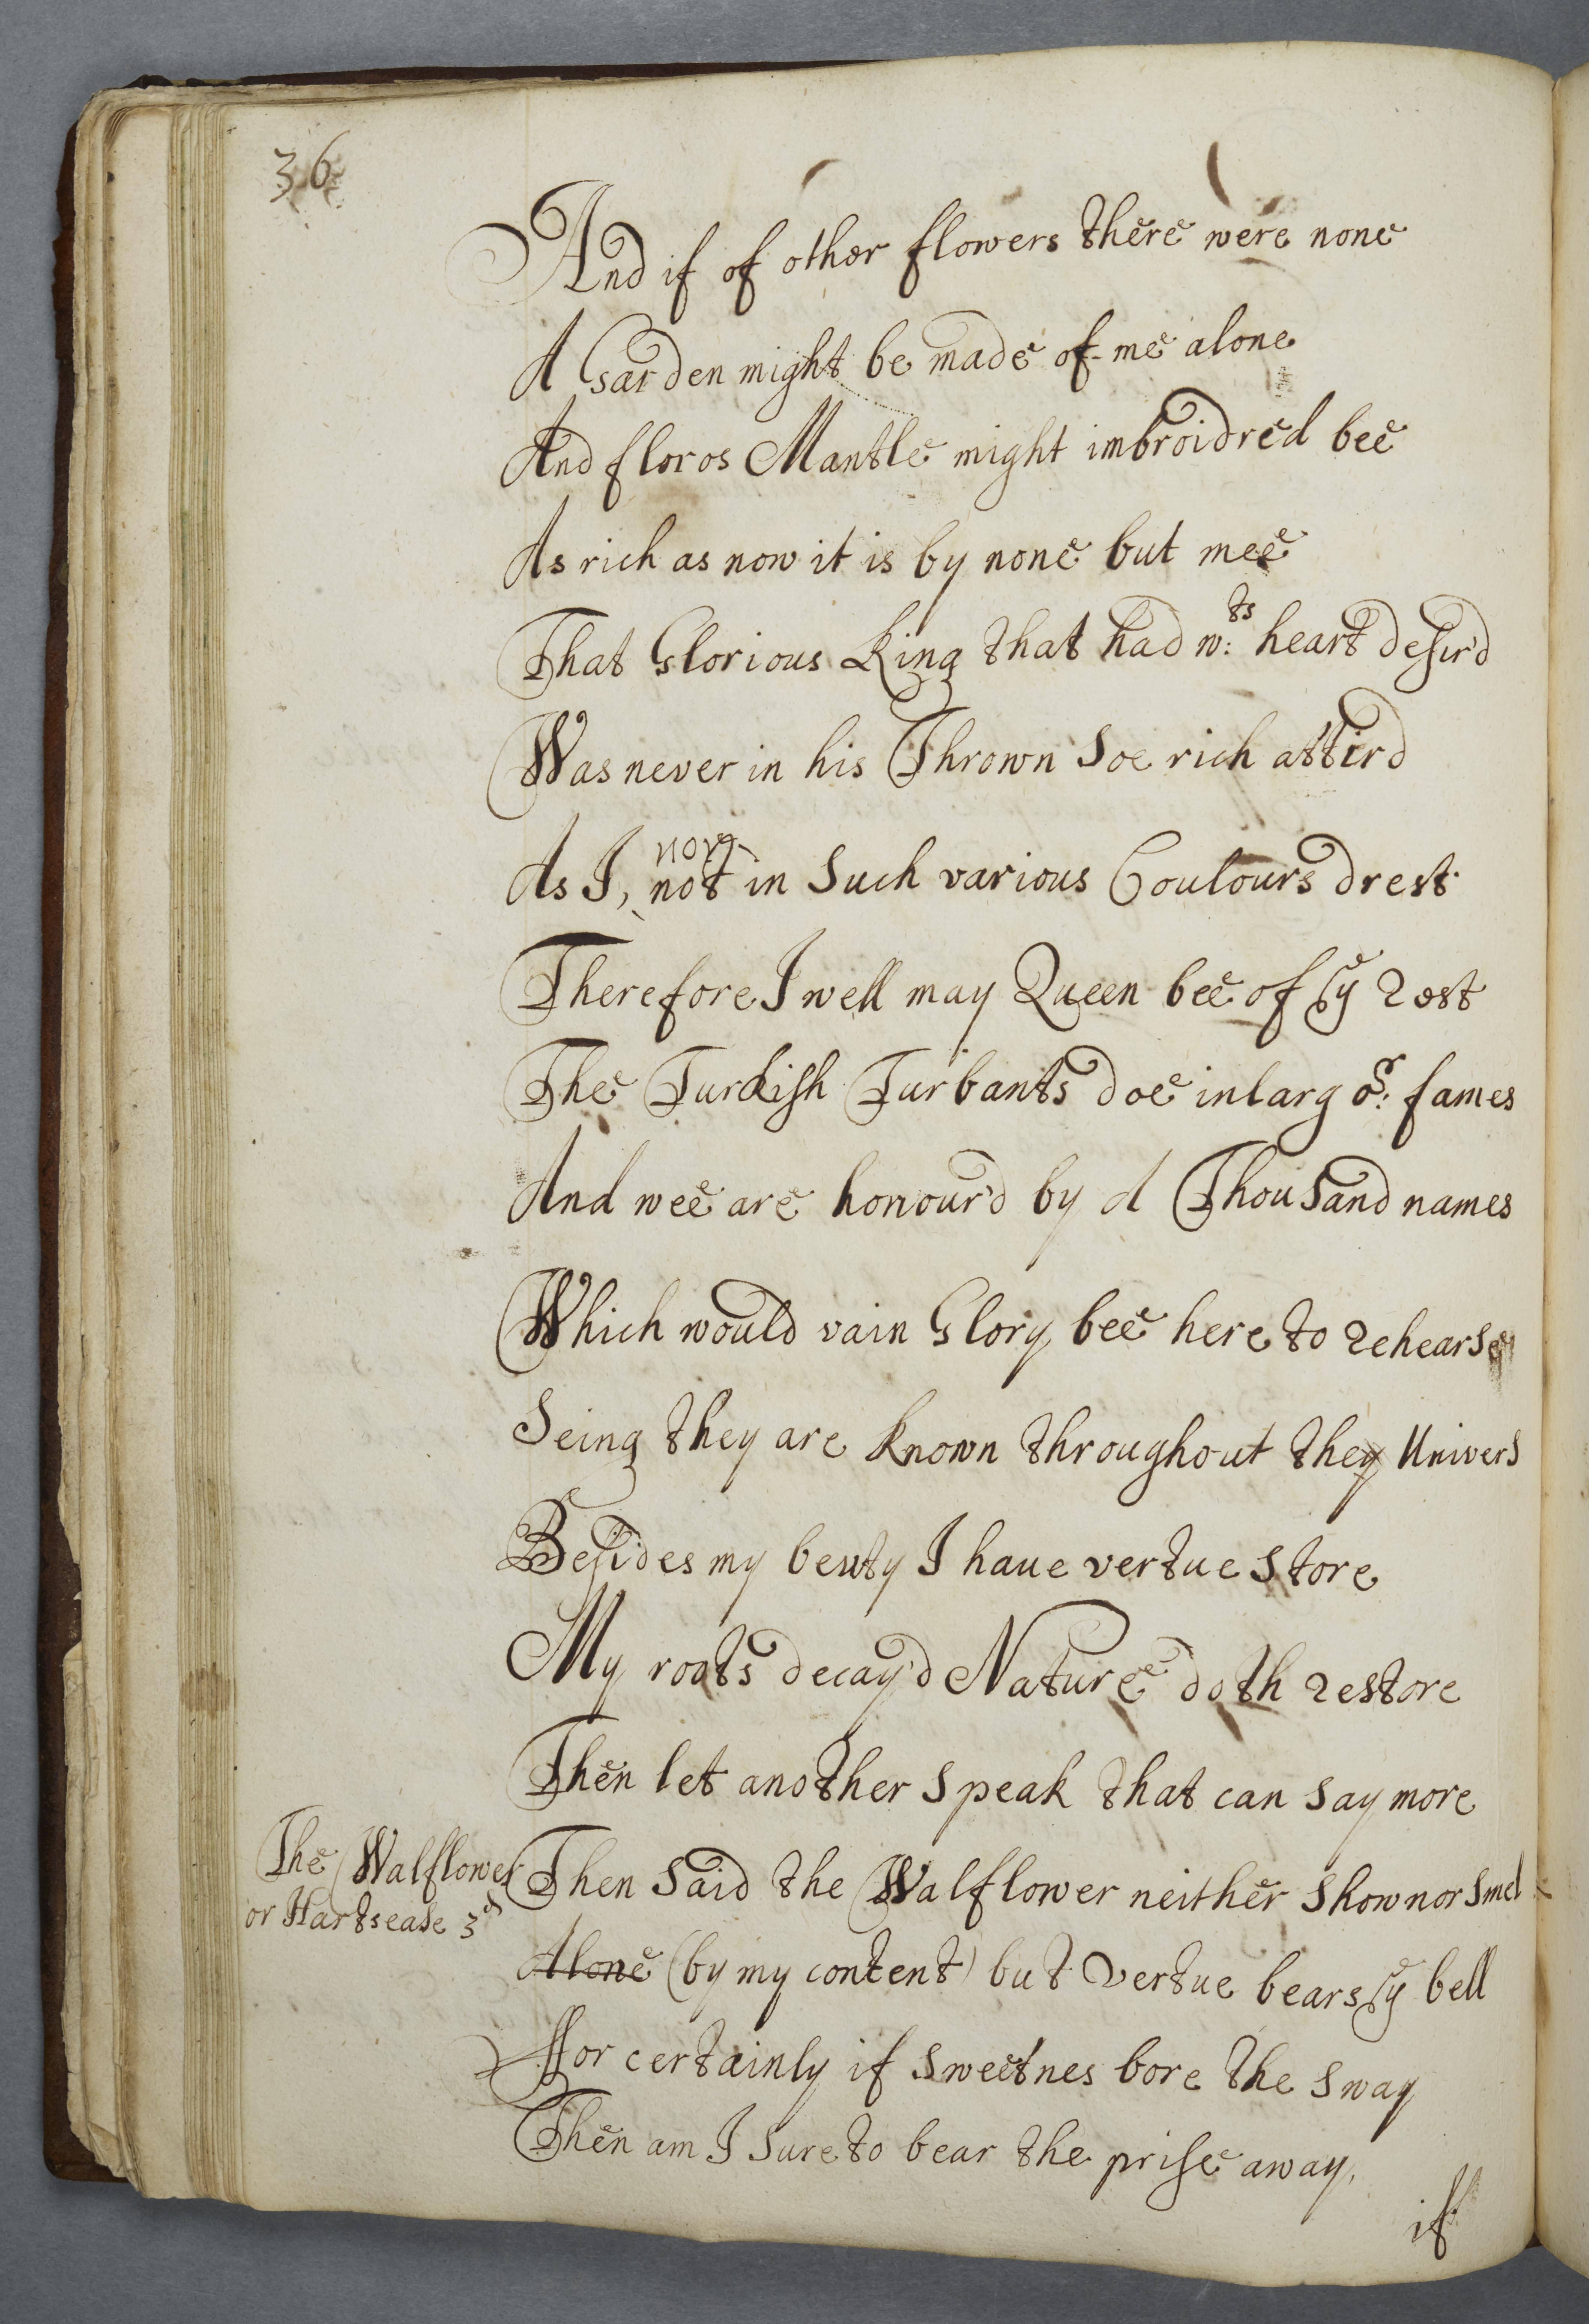 36
And if of other flowers there were none
A Garden might be made of me alone
And floros Mantle might imbroidred bee
As rich as now it is by none but mee
That Glorious King that had wts: heart desir'd
Was never in his Thrown Soe rich attird
As I, nor
not in Such various Coulours drest
Therefore I well may Queen bee of ye Rest
The Turkish Turbants doe inlarg or: fames
And wee are honour'd by A Thousand names
Which would vain Glory bee here to Rehearse
Seing they are known throughout they Univers
Besides my beuty I haue vertue Store
My roots decay'd Nature doth Restore
Then let another Speak that can Say more
The Walflower
or Hartsease 3d
Then Said the Walflower neither Show nor Smel
Alone (by my content) but Vertue bears ye bell
ffor certainly if Sweetnes bore the Sway
Then am I Sure to bear the prise away.
if